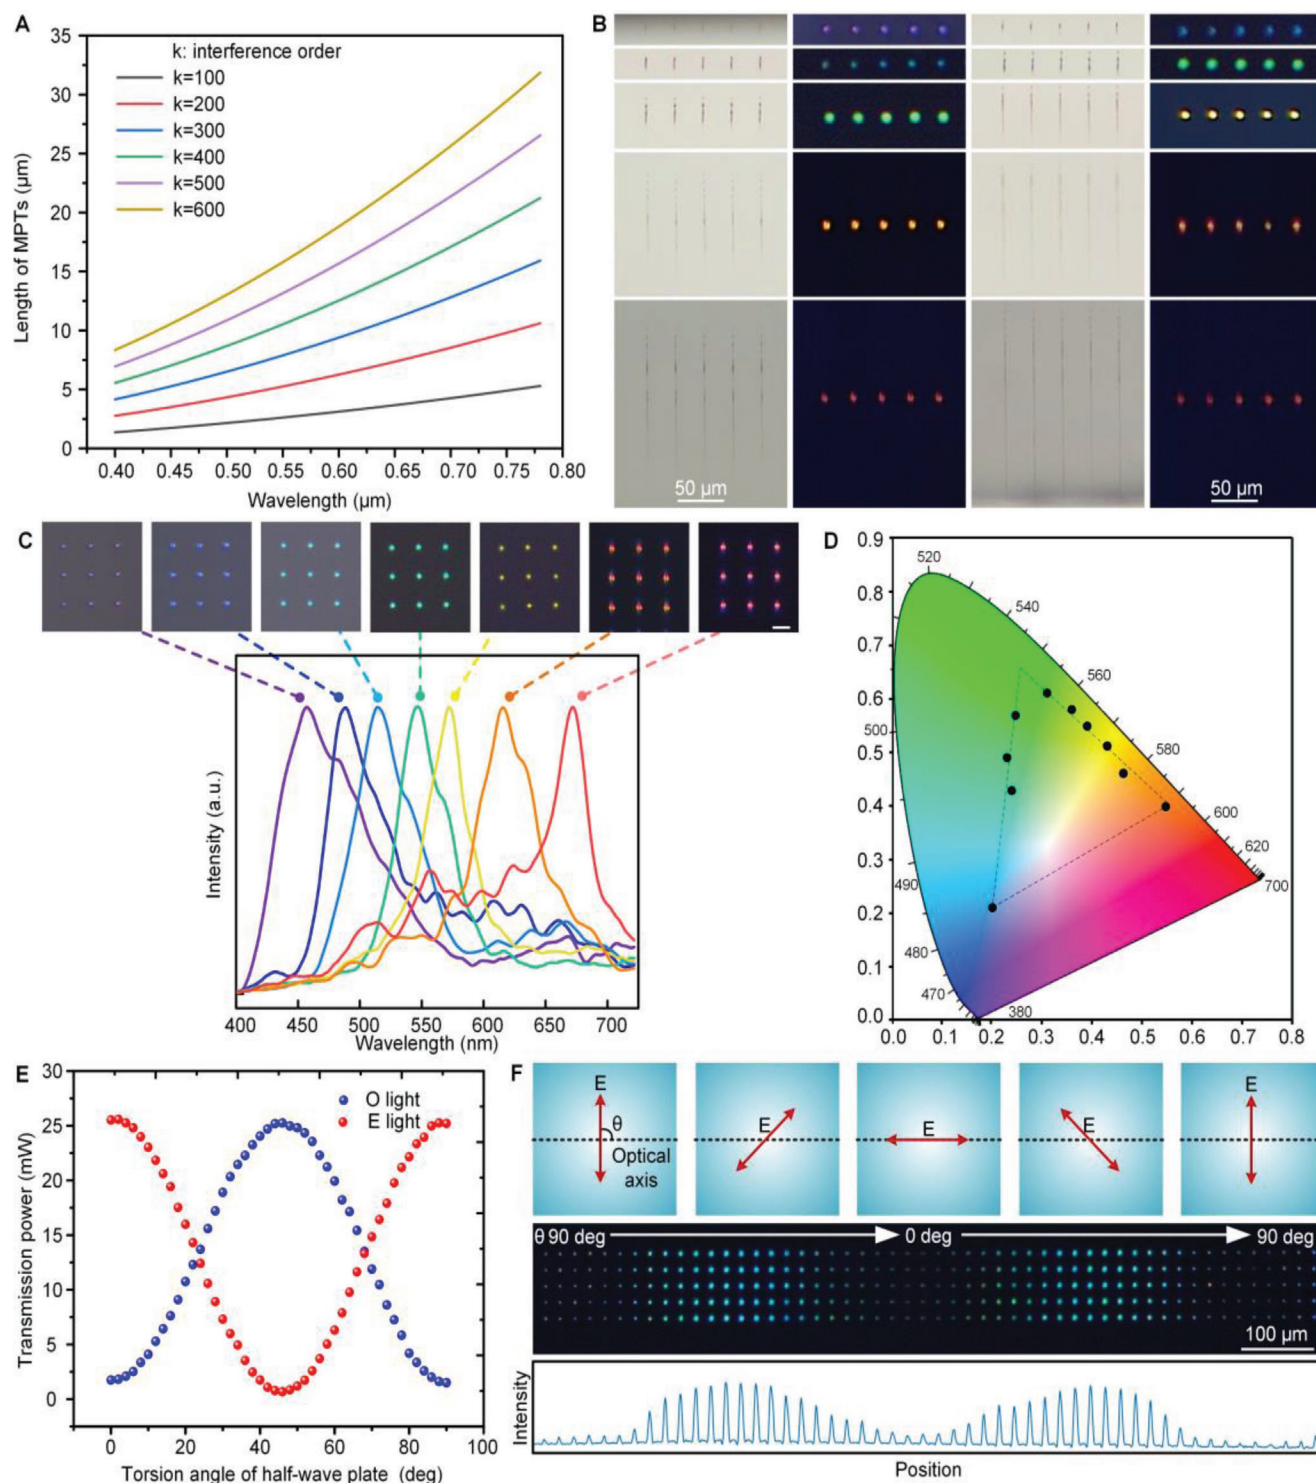 A
35
30
25
20
15
10
5
0
Length of MPTs (µm)
k: interference order
k=100
k=200
k=300
k=400
k=500
k=600
0.40 0.45 0.50 0.55 0.60 0.65 0.70 0.75 0.80
Wavelength (µm)
B
50 µm
50 µm
C
Intensity (a.u.)
400 450 500 550 600 650 700
Wavelength (nm)
D
0.9
0.8
0.7
0.6
0.5
0.4
0.3
0.2
0.1
0.0
520
540
560
500
580
600
620
490
700
480
470
380
0.0 0.1 0.2 0.3 0.4 0.5 0.6 0.7 0.8
E
30
25
20
15
10
5
0
Transmission power (mW)
O light
E light
0 20 40 60 80 100
Torsion angle of half-wave plate (deg)
F
E
θ
Optical
axis
E
E
E
E
θ 90 deg
0 deg
90 deg
100 µm
Intensity
Position